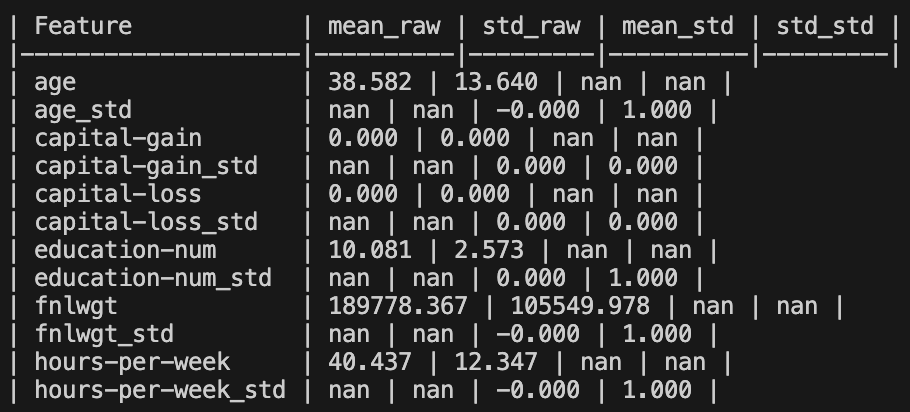 | Feature             | mean_raw | std_raw | mean_std | std_std |
|---------------------|----------|---------|----------|---------|
| age                 | 38.582 | 13.640 | nan | nan |
| age_std             | nan | nan | -0.000 | 1.000 |
| capital-gain        | 0.000 | 0.000 | nan | nan |
| capital-gain_std    | nan | nan | 0.000 | 0.000 |
| capital-loss        | 0.000 | 0.000 | nan | nan |
| capital-loss_std    | nan | nan | 0.000 | 0.000 |
| education-num       | 10.081 | 2.573 | nan | nan |
| education-num_std   | nan | nan | 0.000 | 1.000 |
| fnlwgt              | 189778.367 | 105549.978 | nan | nan |
| fnlwgt_std          | nan | nan | -0.000 | 1.000 |
| hours-per-week      | 40.437 | 12.347 | nan | nan |
| hours-per-week_std  | nan | nan | -0.000 | 1.000 |